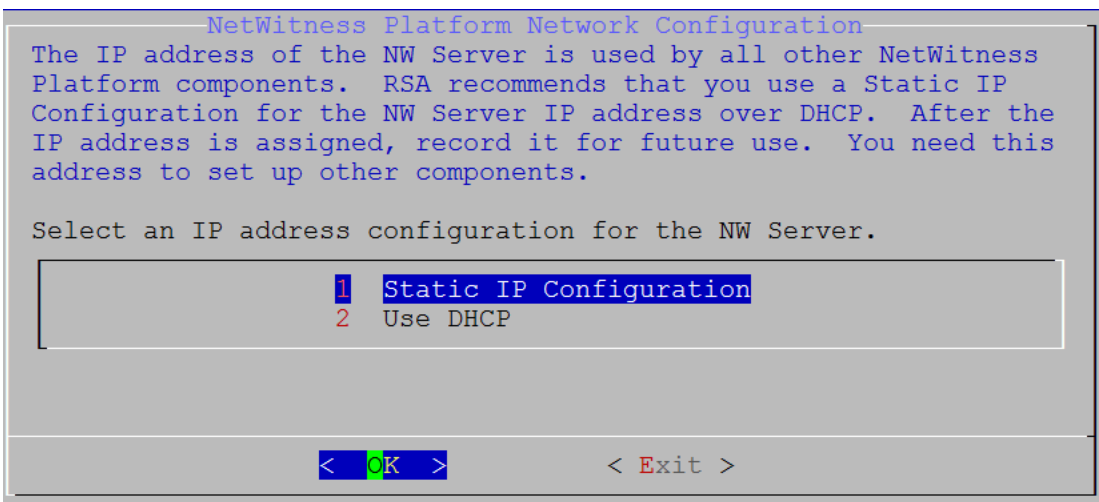 NetWitness Platform Network Configuration
The IP address of the NW Server is used by all other NetWitness
Platform components.  RSA recommends that you use a Static IP
Configuration for the NW Server IP address over DHCP.  After the
IP address is assigned, record it for future use.  You need this
address to set up other components.
Select an IP address configuration for the NW Server.
1  Static IP Configuration
2  Use DHCP
<  OK  >          < Exit >